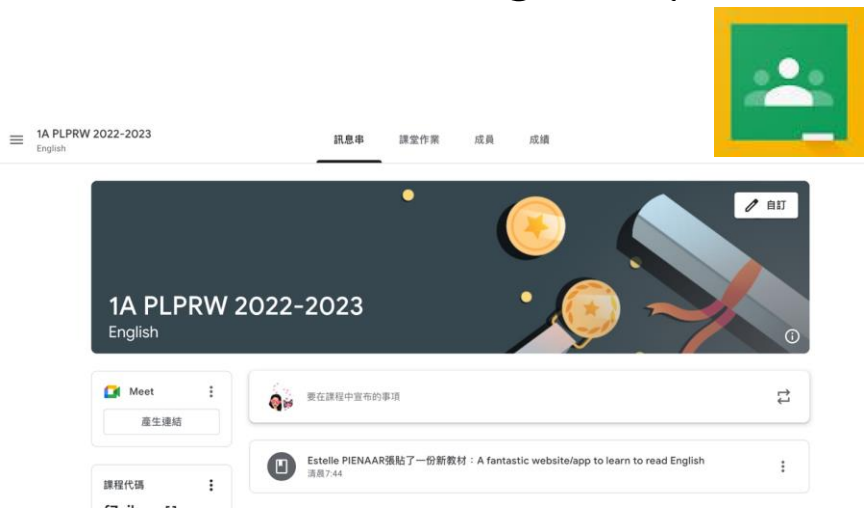 1A PLPRW 2022-2023
English
訊息串 課堂作業 成員 成績
自訂
1A PLPRW 2022-2023
English
Meet
產生連結
要在課程中宣布的事項
Estelle PIENAAR張貼了一份新教材：A fantastic website/app to learn to read English
清晨7:44
課程代碼